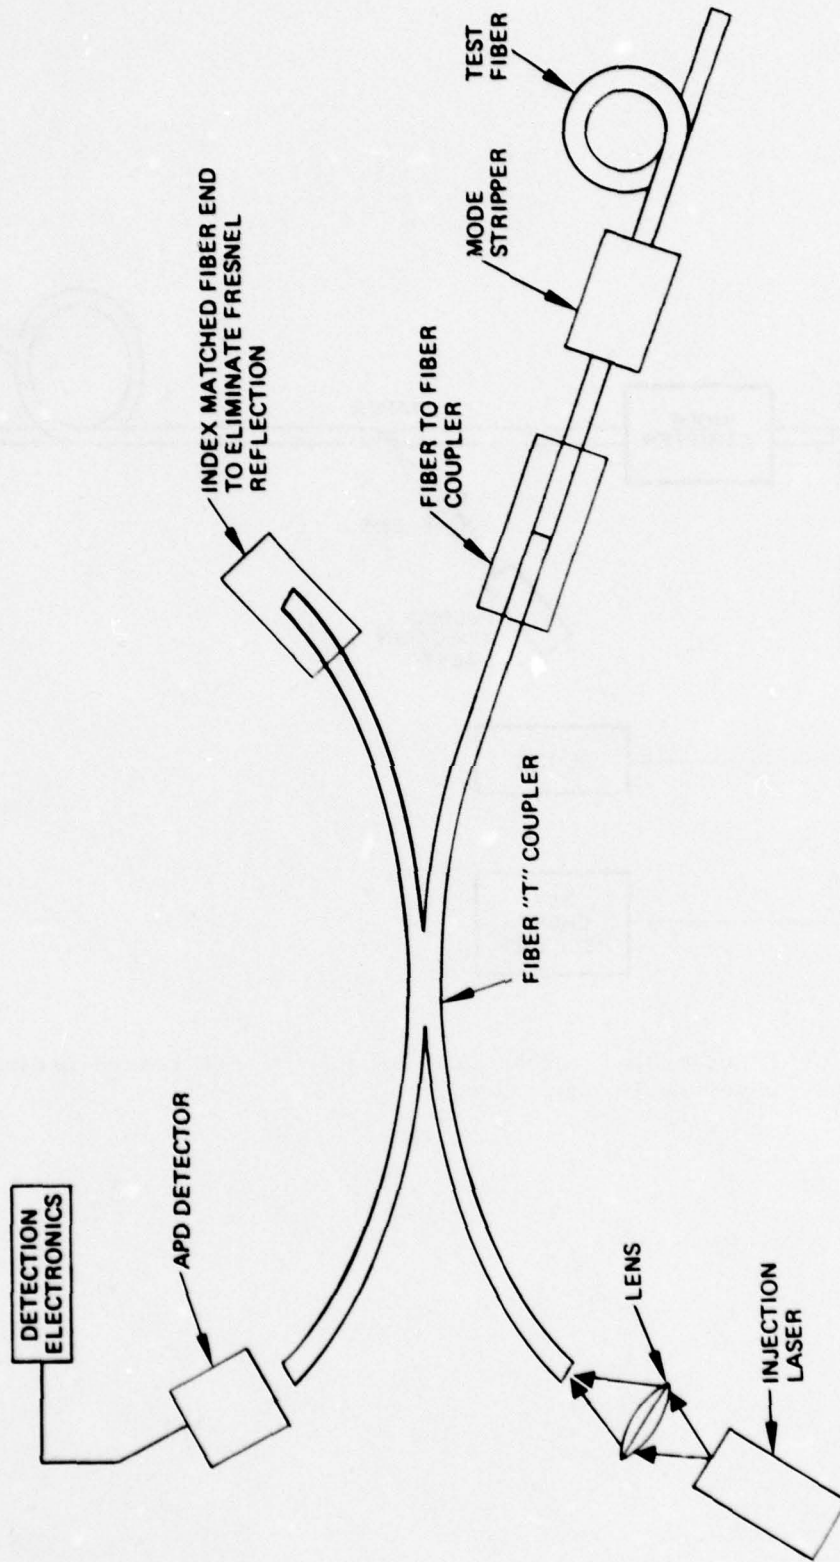 DETECTION
ELECTRONICS
APD DETECTOR
INDEX MATCHED FIBER END
TO ELIMINATE FRESNEL
REFLECTION
FIBER "T" COUPLER
FIBER TO FIBER
COUPLER
MODE
STRIPPER
TEST
FIBER
LENS
INJECTION
LASER